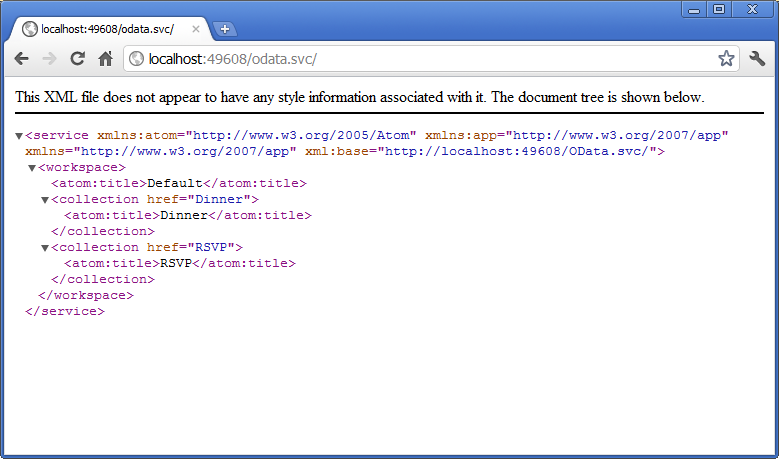 localhost:49608/odata.svc/
localhost:49608/odata.svc/
This XML file does not appear to have any style information associated with it. The document tree is shown below.
<service xmlns:atom="http://www.w3.org/2005/Atom" xmlns:app="http://www.w3.org/2007/app"
xmlns="http://www.w3.org/2007/app" xml:base="http://localhost:49608/OData.svc/">
<workspace>
<atom:title>Default</atom:title>
<collection href="Dinner">
<atom:title>Dinner</atom:title>
</collection>
<collection href="RSVP">
<atom:title>RSVP</atom:title>
</collection>
</workspace>
</service>